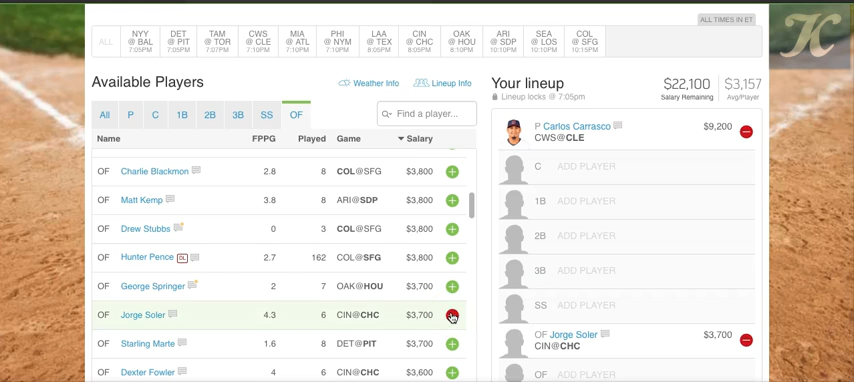 ALL TIMES IN ET
ALL
NYY @ BAL 7:05PM
DET @ PIT 7:05PM
TAM @ TOR 7:07PM
CWS @ CLE 7:10PM
MIA @ ATL 7:10PM
PHI @ NYM 7:10PM
LAA @ TEX 8:05PM
CIN @ CHC 8:05PM
OAK @ HOU 8:10PM
ARI @ SDP 10:10PM
SEA @ LOS 10:10PM
COL @ SFG 10:15PM
K
Available Players
Weather Info
Lineup Info
All P C 1B 2B 3B SS OF
Find a player...
Name FPPG Played Game Salary
OF Charlie Blackmon 2.8 8 COL@SFG $3,800
OF Matt Kemp 3.8 8 ARI@SDP $3,800
OF Drew Stubbs 0 3 COL@SFG $3,800
OF Hunter Pence DL 2.7 162 COL@SFG $3,800
OF George Springer 2 7 OAK@HOU $3,700
OF Jorge Soler 4.3 6 CIN@CHC $3,700
OF Starling Marte 1.6 8 DET@PIT $3,700
OF Dexter Fowler 4 6 CIN@CHC $3,600
Your lineup
Lineup locks @ 7:05pm
$22,100 $3,157
Salary Remaining Avg/Player
P Carlos Carrasco $9,200
CWS@CLE
C ADD PLAYER
1B ADD PLAYER
2B ADD PLAYER
3B ADD PLAYER
SS ADD PLAYER
OF Jorge Soler $3,700
CIN@CHC
OF ADD PLAYER